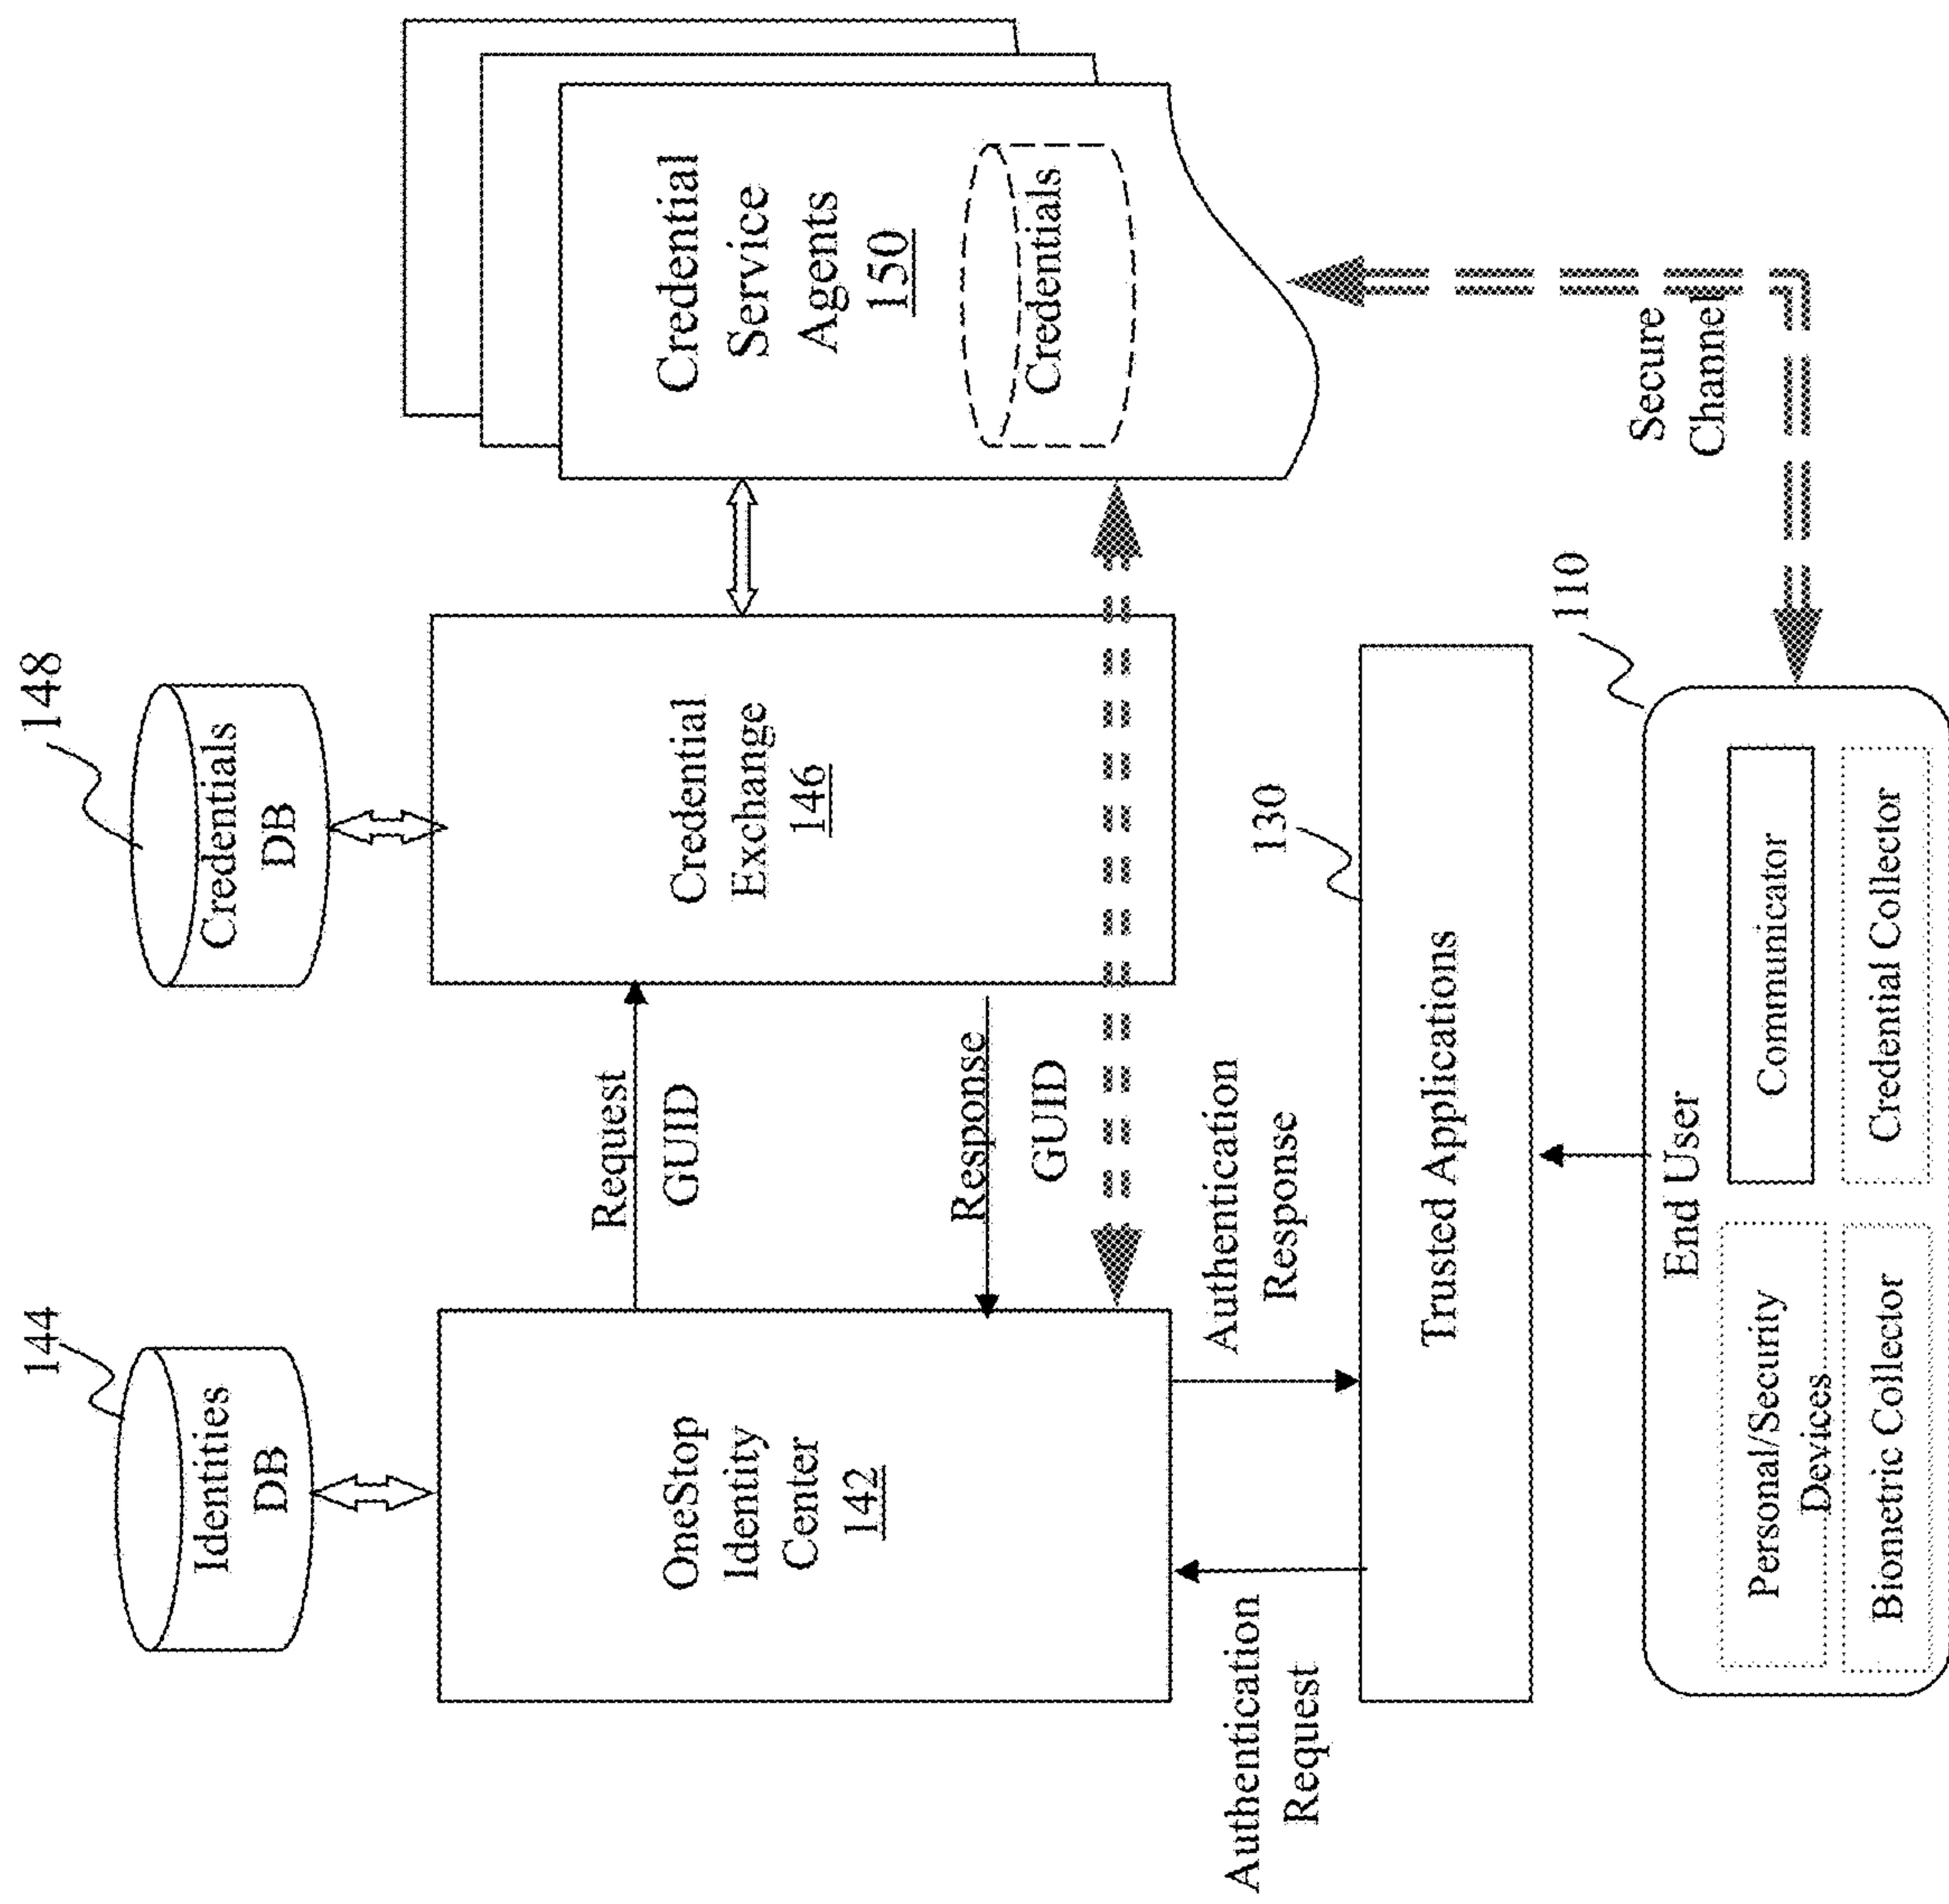 144
Identities
DB
148
Credentials
DB
OneStop
Identity
Center
142
Request
GUID
Response
GUID
Credential
Exchange
146
Credential
Service
Agents
150
Credentials
Authentication
Request
Authentication
Response
130
Trusted Applications
Secure
Channel
110
End User
Personal/Security
Devices
Communicator
Biometric Collector
Credential Collector